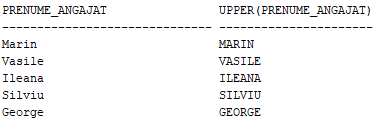 PRENUME_ANGAJAT UPPER(PRENUME_ANGAJAT)
------------------------------ ----------------------
Marin MARIN
Vasile VASILE
Ileana ILEANA
Silviu SILVIU
George GEORGE